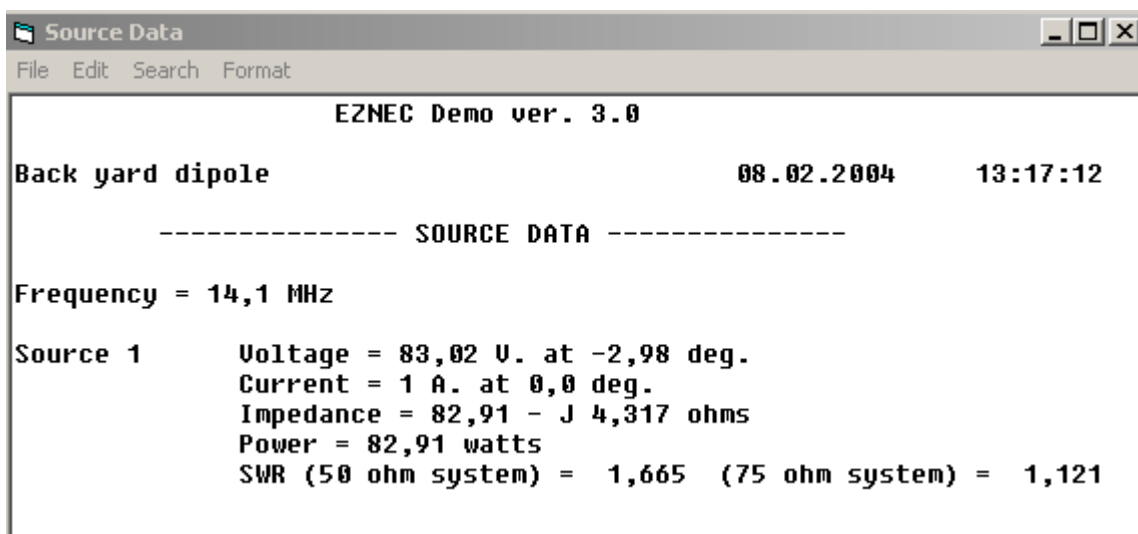 Source Data
File Edit Search Format
EZNEC Demo ver. 3.0
Back yard dipole 08.02.2004 13:17:12
--------------- SOURCE DATA ---------------
Frequency = 14,1 MHz
Source 1 Voltage = 83,02 V. at -2,98 deg.
Current = 1 A. at 0,0 deg.
Impedance = 82,91 - J 4,317 ohms
Power = 82,91 watts
SWR (50 ohm system) = 1,665 (75 ohm system) = 1,121